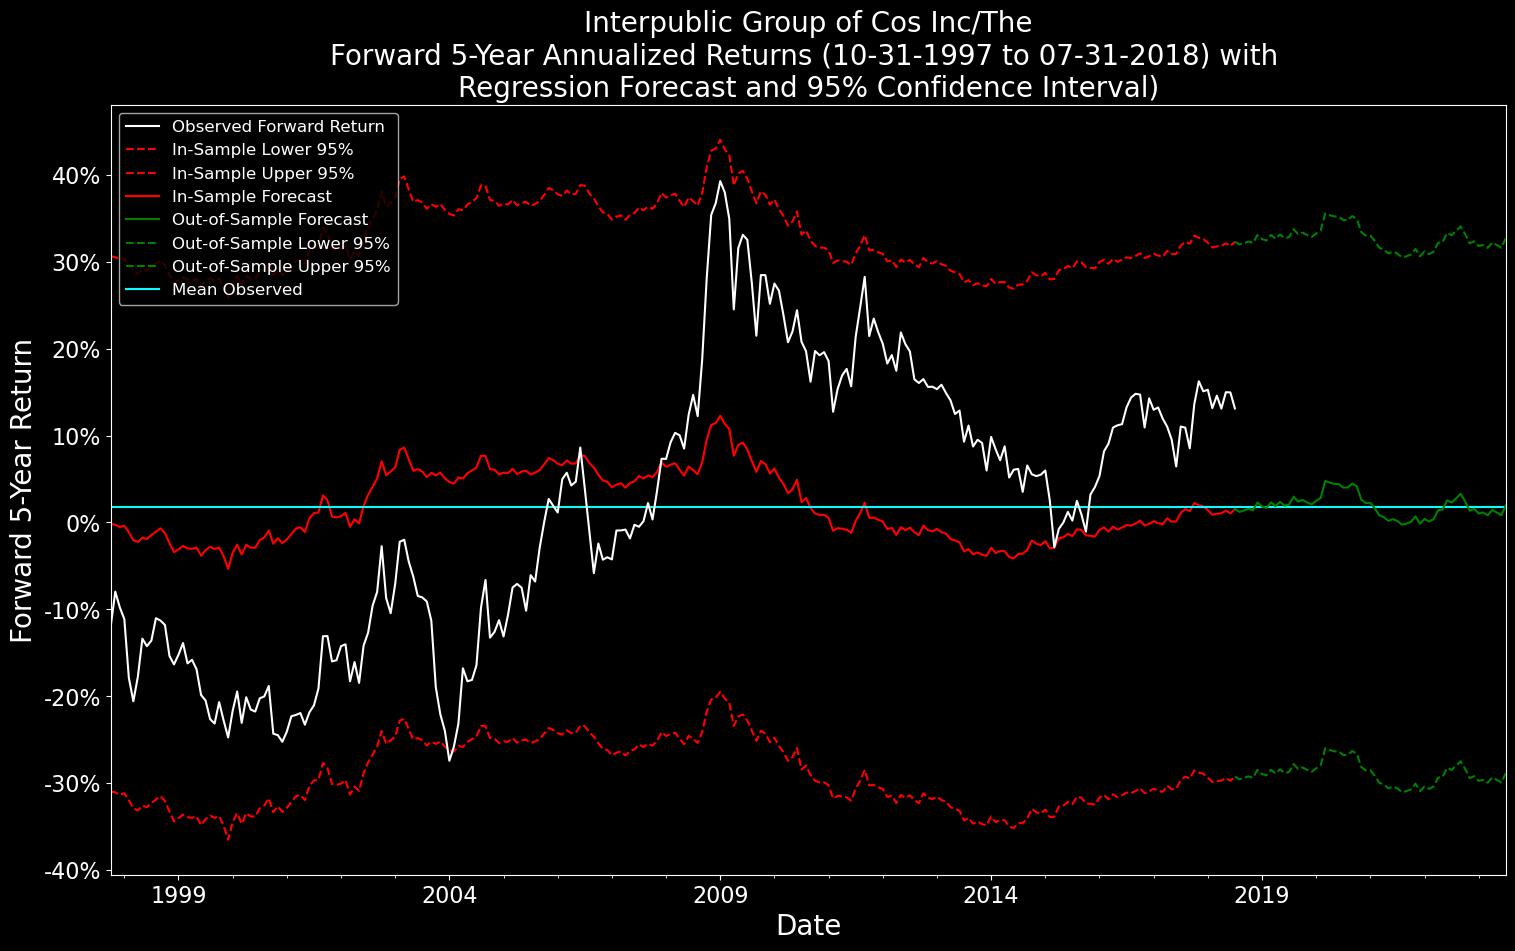 Interpublic Group of Cos Inc/The
Forward 5-Year Annualized Returns (10-31-1997 to 07-31-2018) with
Regression Forecast and 95% Confidence Interval)
Observed Forward Return
In-Sample Lower 95%
In-Sample Upper 95%
In-Sample Forecast
Out-of-Sample Forecast
Out-of-Sample Lower 95%
Out-of-Sample Upper 95%
Mean Observed
Forward 5-Year Return
40%
30%
20%
10%
0%
-10%
-20%
-30%
-40%
1999 2004 2009 2014 2019
Date